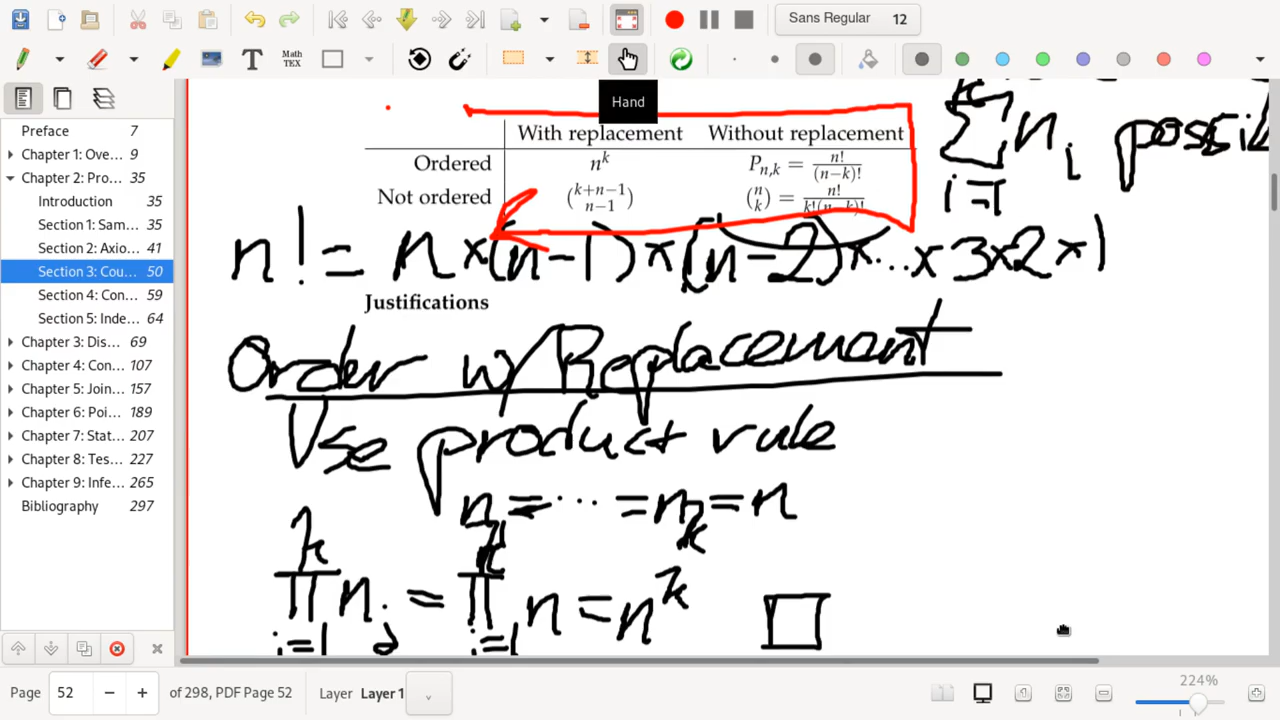 Sans Regular 12
Math
TEX
Hand
Preface 7
Chapter 1: Ove... 9
Chapter 2: Pro... 35
Introduction 35
Section 1: Sam... 35
Section 2: Axio... 41
Section 3: Cou... 50
Section 4: Con... 59
Section 5: Inde... 64
Chapter 3: Dis... 69
Chapter 4: Con... 107
Chapter 5: Join... 157
Chapter 6: Poi... 189
Chapter 7: Stat... 207
Chapter 8: Tes... 227
Chapter 9: Infe... 265
Bibliography 297
With replacement Without replacement
Ordered n^k P_{n,k} = n!/(n−k)!
Not ordered (k+n−1 n−1) (n k) = n!/k!(n−k)!
∑ n_i possib
i=1
n! = n×(n−1)×(n−2)×...×3×2×1
Justifications
Order w/ Replacement
Use product rule
n = ... = n_k = n
k k
∏ n_j = ∏ n = n^k □
i=1 i=1
Page 52 − + of 298, PDF Page 52 Layer Layer 1 224%